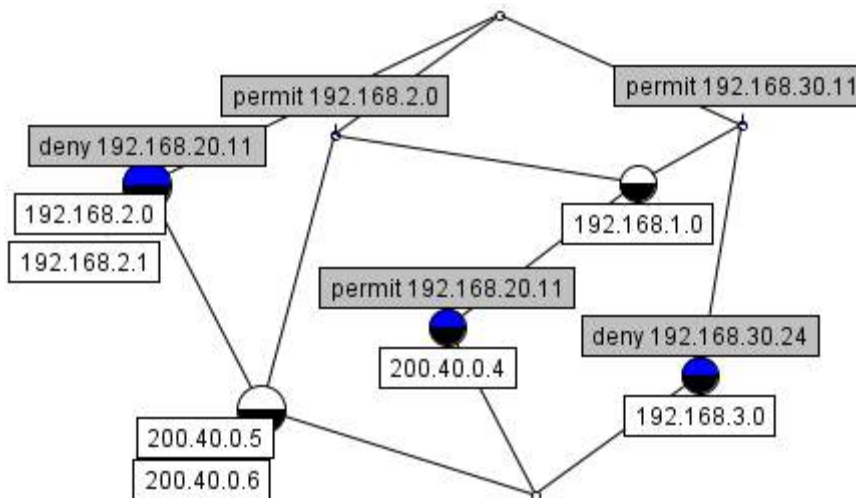 permit 192.168.2.0
permit 192.168.30.11
deny 192.168.20.11
192.168.2.0
192.168.1.0
192.168.2.1
permit 192.168.20.11
deny 192.168.30.24
200.40.0.4
192.168.3.0
200.40.0.5
200.40.0.6